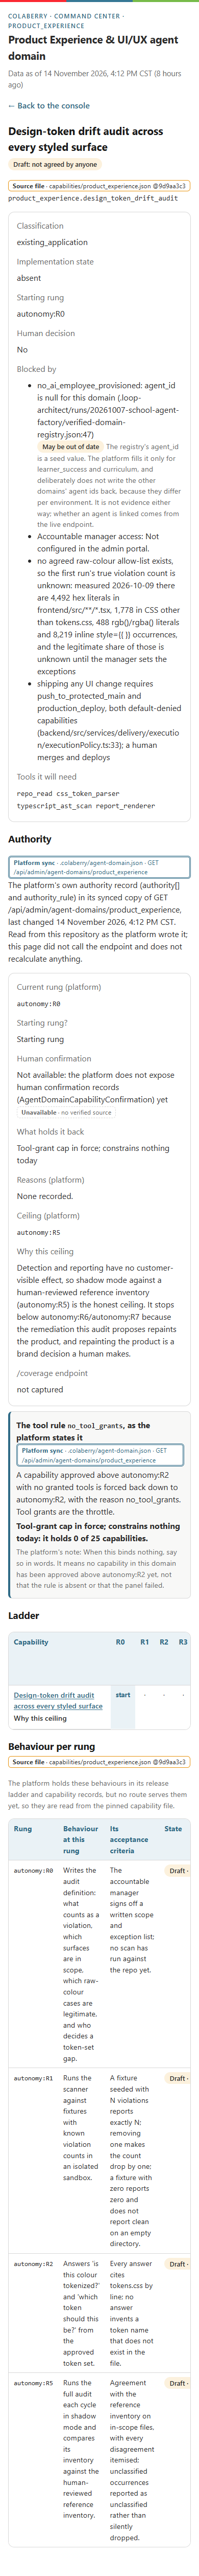 COLABERRY · COMMAND CENTER ·
PRODUCT_EXPERIENCE
Product Experience & UI/UX agent
domain
Data as of 14 November 2026, 4:12 PM CST (8 hours
ago)
← Back to the console
Design-token drift audit across
every styled surface
Draft: not agreed by anyone
Source file · capabilities/product_experience.json @9d9aa3c3
product_experience.design_token_drift_audit
Classification
existing_application
Implementation state
absent
Starting rung
autonomy:R0
Human decision
No
Blocked by
• no_ai_employee_provisioned: agent_id
is null for this domain (.loop-
architect/runs/20261007-school-agent-
factory/verified-domain-
registry.json:47)
May be out of date The registry's agent_id
is a seed value. The platform fills it only for
learner_success and curriculum, and
deliberately does not write the other
domains' agent ids back, because they differ
per environment. It is not evidence either
way: whether an agent is linked comes from
the live endpoint.
• Accountable manager access: Not
configured in the admin portal.
• no agreed raw-colour allow-list exists,
so the first run's true violation count is
unknown: measured 2026-10-09 there
are 4,492 hex literals in
frontend/src/**/*.tsx, 1,778 in CSS other
than tokens.css, 488 rgb()/rgba() literals
and 8,219 inline style={{ }} occurrences,
and the legitimate share of those is
unknown until the manager sets the
exceptions
• shipping any UI change requires
push_to_protected_main and
production_deploy, both default-denied
capabilities
(backend/src/services/delivery/executio
n/executionPolicy.ts:33); a human
merges and deploys
Tools it will need
repo_read css_token_parser
typescript_ast_scan report_renderer
Authority
Platform sync · .colaberry/agent-domain.json · GET
/api/admin/agent-domains/product_experience
The platform's own authority record (authority[]
and authority_rule) in its synced copy of GET
/api/admin/agent-domains/product_experience,
last changed 14 November 2026, 4:12 PM CST.
Read from this repository as the platform wrote it;
this page did not call the endpoint and does not
recalculate anything.
Current rung (platform)
autonomy:R0
Starting rung?
Starting rung
Human confirmation
Not available: the platform does not expose
human confirmation records
(AgentDomainCapabilityConfirmation) yet
Unavailable · no verified source
What holds it back
Tool-grant cap in force; constrains nothing
today
Reasons (platform)
None recorded.
Ceiling (platform)
autonomy:R5
Why this ceiling
Detection and reporting have no customer-
visible effect, so shadow mode against a
human-reviewed reference inventory
(autonomy:R5) is the honest ceiling. It stops
below autonomy:R6/autonomy:R7 because
the remediation this audit proposes repaints
the product, and repainting the product is a
brand decision a human makes.
/coverage endpoint
not captured
The tool rule no_tool_grants, as the
platform states it
Platform sync · .colaberry/agent-domain.json · GET
/api/admin/agent-domains/product_experience
A capability approved above autonomy:R2
with no granted tools is forced back down to
autonomy:R2, with the reason no_tool_grants.
Tool grants are the throttle.
Tool-grant cap in force; constrains nothing
today: it holds 0 of 25 capabilities.
The platform's note: When this binds nothing, say
so in words. It means no capability in this domain
has been approved above autonomy:R2 yet, not
that the rule is absent or that the panel failed.
Ladder
Capability R0 R1 R2 R3
Design-token drift audit
across every styled surface start · · ·
Why this ceiling
Behaviour per rung
Source file · capabilities/product_experience.json @9d9aa3c3
The platform holds these behaviours in its release
ladder and capability records, but no route serves them
yet, so they are read from the pinned capability file.
Rung Behaviour at this rung Its acceptance criteria State
autonomy:R0 Writes the audit definition: what counts as a violation, which surfaces are in scope, which raw-colour cases are legitimate, and who decides a token-set gap. The accountable manager signs off a written scope and exception list; no scan has run against the repo yet. Draft ·
autonomy:R1 Runs the scanner against fixtures with known violation counts in an isolated sandbox. A fixture seeded with N violations reports exactly N; removing one makes the count drop by one; a fixture with zero reports zero and does not report clean on an empty directory. Draft ·
autonomy:R2 Answers 'is this colour tokenized?' and 'which token should this be?' from the approved token set. Every answer cites tokens.css by line; no answer invents a token name that does not exist in the file. Draft ·
autonomy:R5 Runs the full audit each cycle in shadow mode and compares its inventory against the human-reviewed reference inventory. Agreement with the reference inventory on in-scope files, with every disagreement itemised; unclassified occurrences reported as unclassified rather than silently dropped. Draft ·